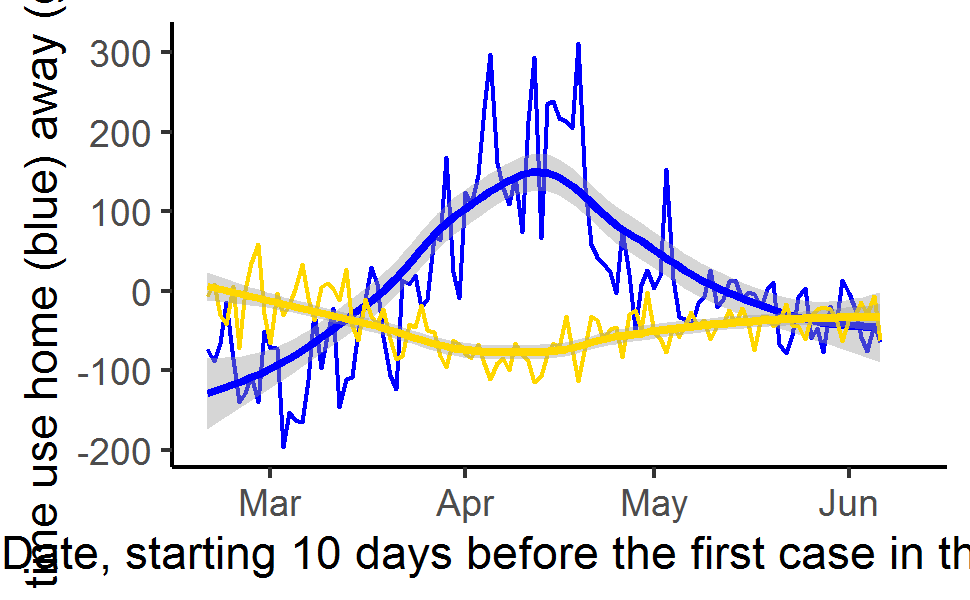 time use home (blue) away (g
300
200
100
0
-100
-200
Mar Apr May Jun
Date, starting 10 days before the first case in th